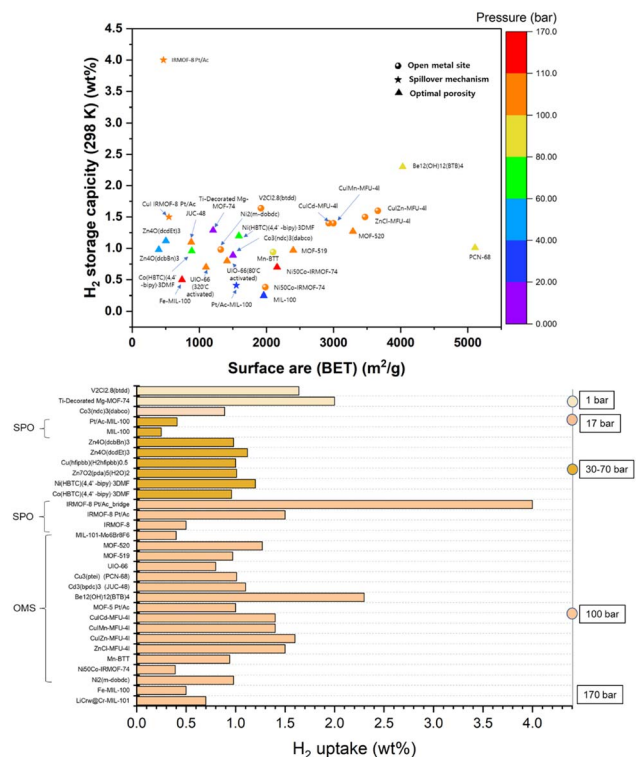 Pressure (bar)
H2 storage capicity (298 K) (wt%)
4.5
4.0
3.5
3.0
2.5
2.0
1.5
1.0
0.5
0.0
IRMOF-8 Pt/Ac
Open metal site
Spillover mechanism
Optimal porosity
170.0
110.0
80.00
60.00
40.00
20.00
0.000
Be12(OH)12(BTB)4
CuI IRMOF-8 Pt/Ac
JUC-48
Ti-Decorated Mg-
MOF-74
V2Cl2.8(btdd)
Ni2(m-dobdc)
Ni(HBTC)(4,4' -bipy) 3DMF
Co3(ndc)3(dabco)
CuICd-MFU-4l
CuIMn-MFU-4l
CuIZn-MFU-4l
ZnCl-MFU-4l
MOF-520
Zn4O(dcdEt)3
Zn4O(dcbBn)3
Co(HBTC)(4,4'
-bipy)·3DMF
Fe-MIL-100
UIO-66
(320℃
activated)
UIO-66(80℃
activated)
Pt/Ac-MIL-100
Mn-BTT
MOF-519
Ni50Co-IRMOF-74
Ni50Co-IRMOF-74
MIL-100
PCN-68
0
1000
2000
3000
4000
5000
6000
Surface are (BET) (m2/g)
V2Cl2.8(btdd)
Ti-Decorated Mg-MOF-74
Co3(ndc)3(dabco)
Pt/Ac-MIL-100
MIL-100
Zn4O(dcbBn)3
Zn4O(dcdEt)3
Cu(hfipbb)(H2hfipbb)0.5
Zn7O2(pda)5(H2O)2
Ni(HBTC)(4,4' -bipy)·3DMF
Co(HBTC)(4,4' -bipy)·3DMF
IRMOF-8 Pt/Ac_bridge
IRMOF-8 Pt/Ac
IRMOF-8
MIL-101-Mo6Br8F6
MOF-520
MOF-519
UIO-66
Cu3(ptei) (PCN-68)
Cd3(bpdc)3 (JUC-48)
Be12(OH)12(BTB)4
MOF-5 Pt/Ac
CuICd-MFU-4l
CuIMn-MFU-4l
CuIZn-MFU-4l
ZnCl-MFU-4l
Mn-BTT
Ni50Co-IRMOF-74
Ni2(m-dobdc)
Fe-MIL-100
LiCrw@Cr-MIL-101
SPO
SPO
OMS
1 bar
17 bar
30-70 bar
100 bar
170 bar
0.0
0.5
1.0
1.5
2.0
2.5
3.0
3.5
4.0
H2 uptake (wt%)